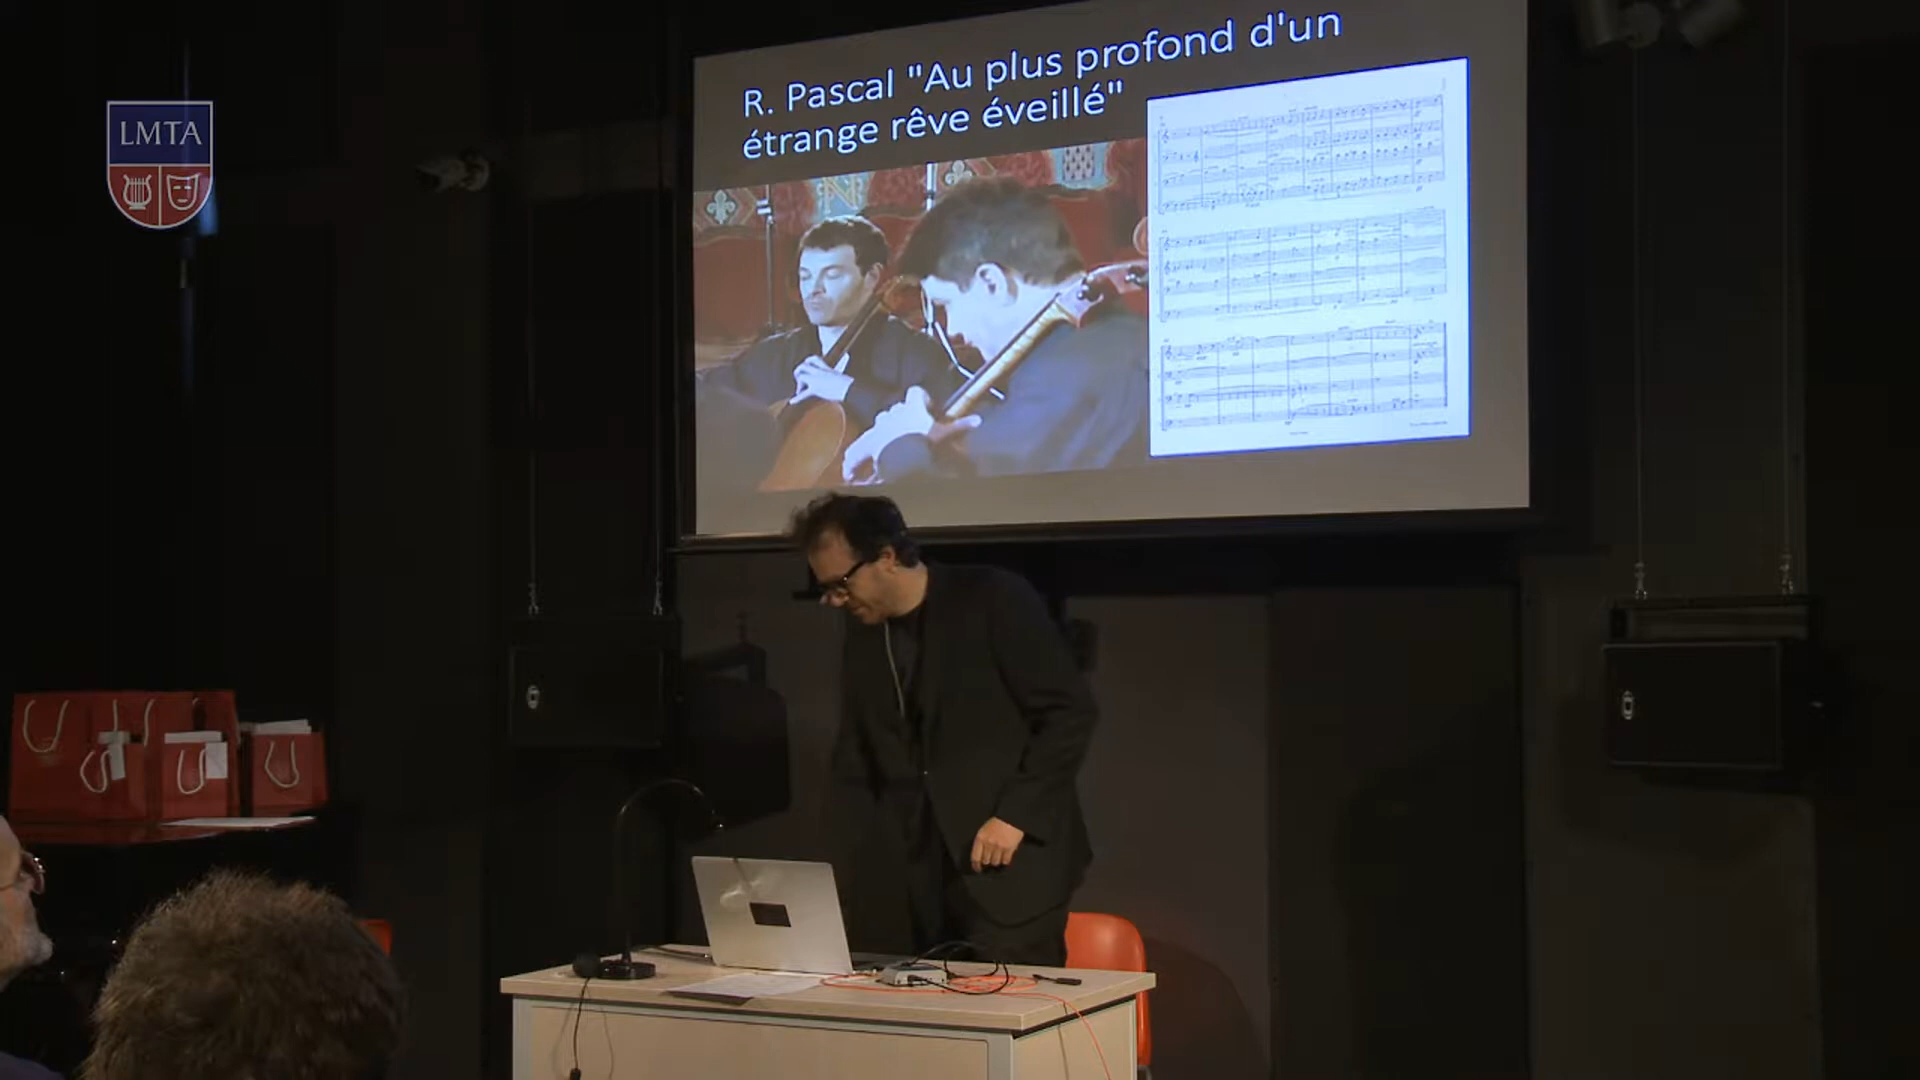 LMTA
R. Pascal "Au plus profond d'un
étrange rêve éveillé"